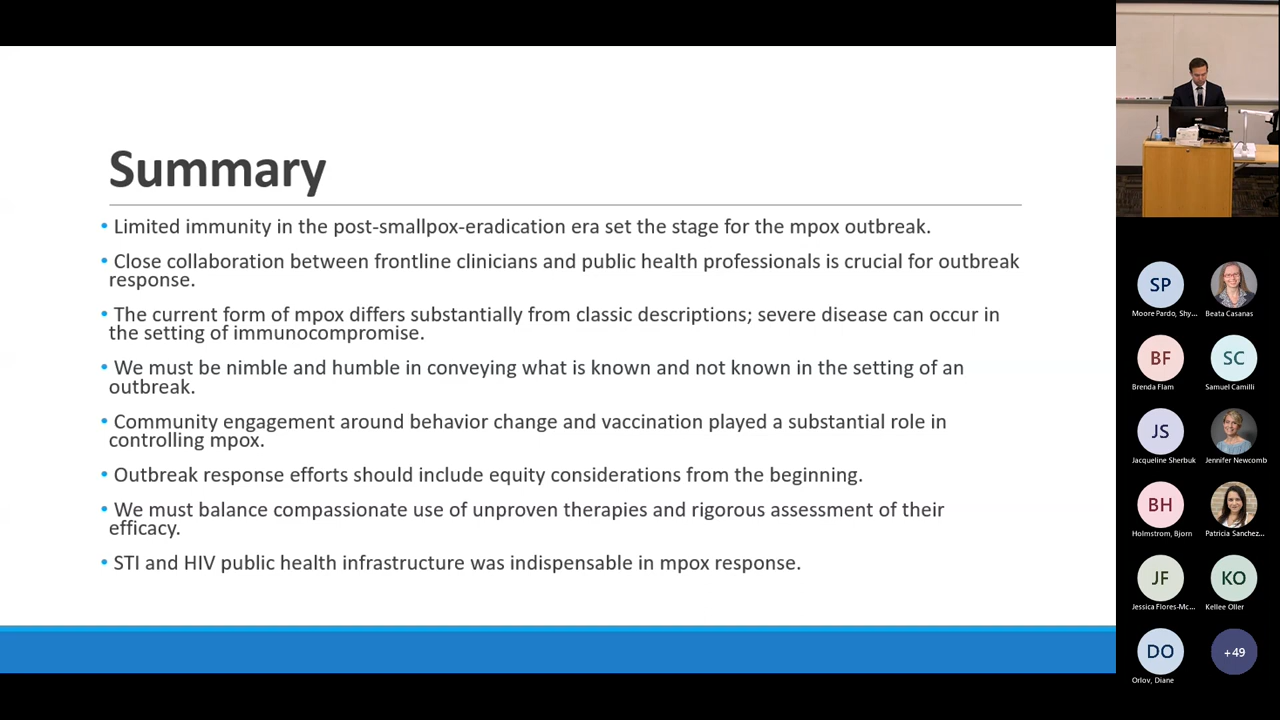 Summary
• Limited immunity in the post-smallpox-eradication era set the stage for the mpox outbreak.
• Close collaboration between frontline clinicians and public health professionals is crucial for outbreak
response.
• The current form of mpox differs substantially from classic descriptions; severe disease can occur in
the setting of immunocompromise.
• We must be nimble and humble in conveying what is known and not known in the setting of an
outbreak.
• Community engagement around behavior change and vaccination played a substantial role in
controlling mpox.
• Outbreak response efforts should include equity considerations from the beginning.
• We must balance compassionate use of unproven therapies and rigorous assessment of their
efficacy.
• STI and HIV public health infrastructure was indispensable in mpox response.
SP
Moore Pardo, Shy...
Beata Casanas
BF
SC
Brenda Flam
Samuel Camilli
JS
Jacqueline Sherbuk
Jennifer Newcomb
BH
Holmstrom, Bjorn
Patricia Sanchez...
JF
KO
Jessica Flores-Mc...
Kellee Oller
DO
+49
Orlov, Diane